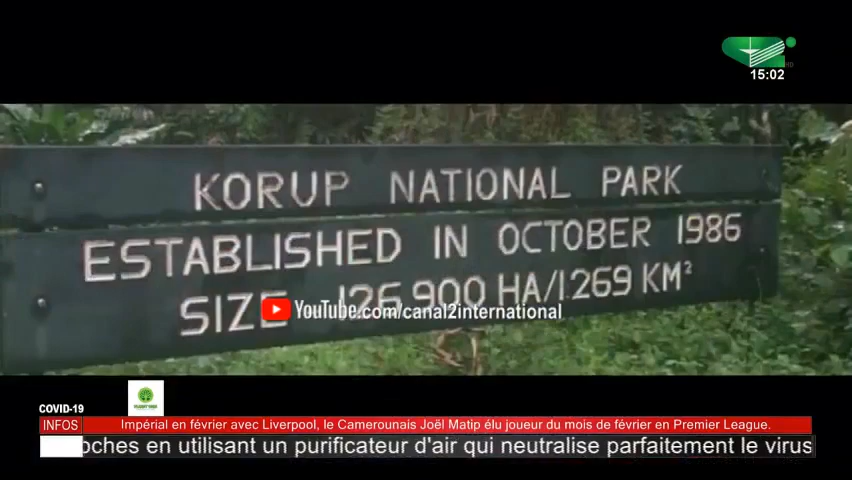 15:02
KORUP NATIONAL PARK
ESTABLISHED IN OCTOBER 1986
SIZE 126,900 HA/1269 KM²
YouTube.com/canal2international
COVID-19
INFOS
Impérial en février avec Liverpool, le Camerounais Joël Matip élu joueur du mois de février en Premier League.
oches en utilisant un purificateur d'air qui neutralise parfaitement le virus